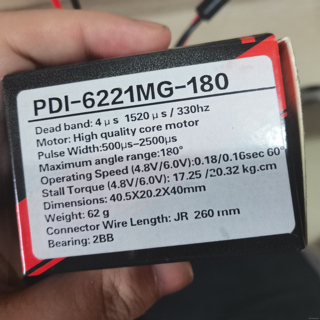 PDI-6221MG-180
Dead band: 4μs 1520μs / 330hz
Motor: High quality core motor
Pulse Width:500μs-2500μs
Maximum angle range:180°
Operating Speed (4.8V/6.0V):0.18/0.16sec 60°
Stall Torque (4.8V/6.0V): 17.25 /20.32 kg.cm
Dimensions: 40.5X20.2X40mm
Weight: 62 g
Connector Wire Length: JR 260 mm
Bearing: 2BB